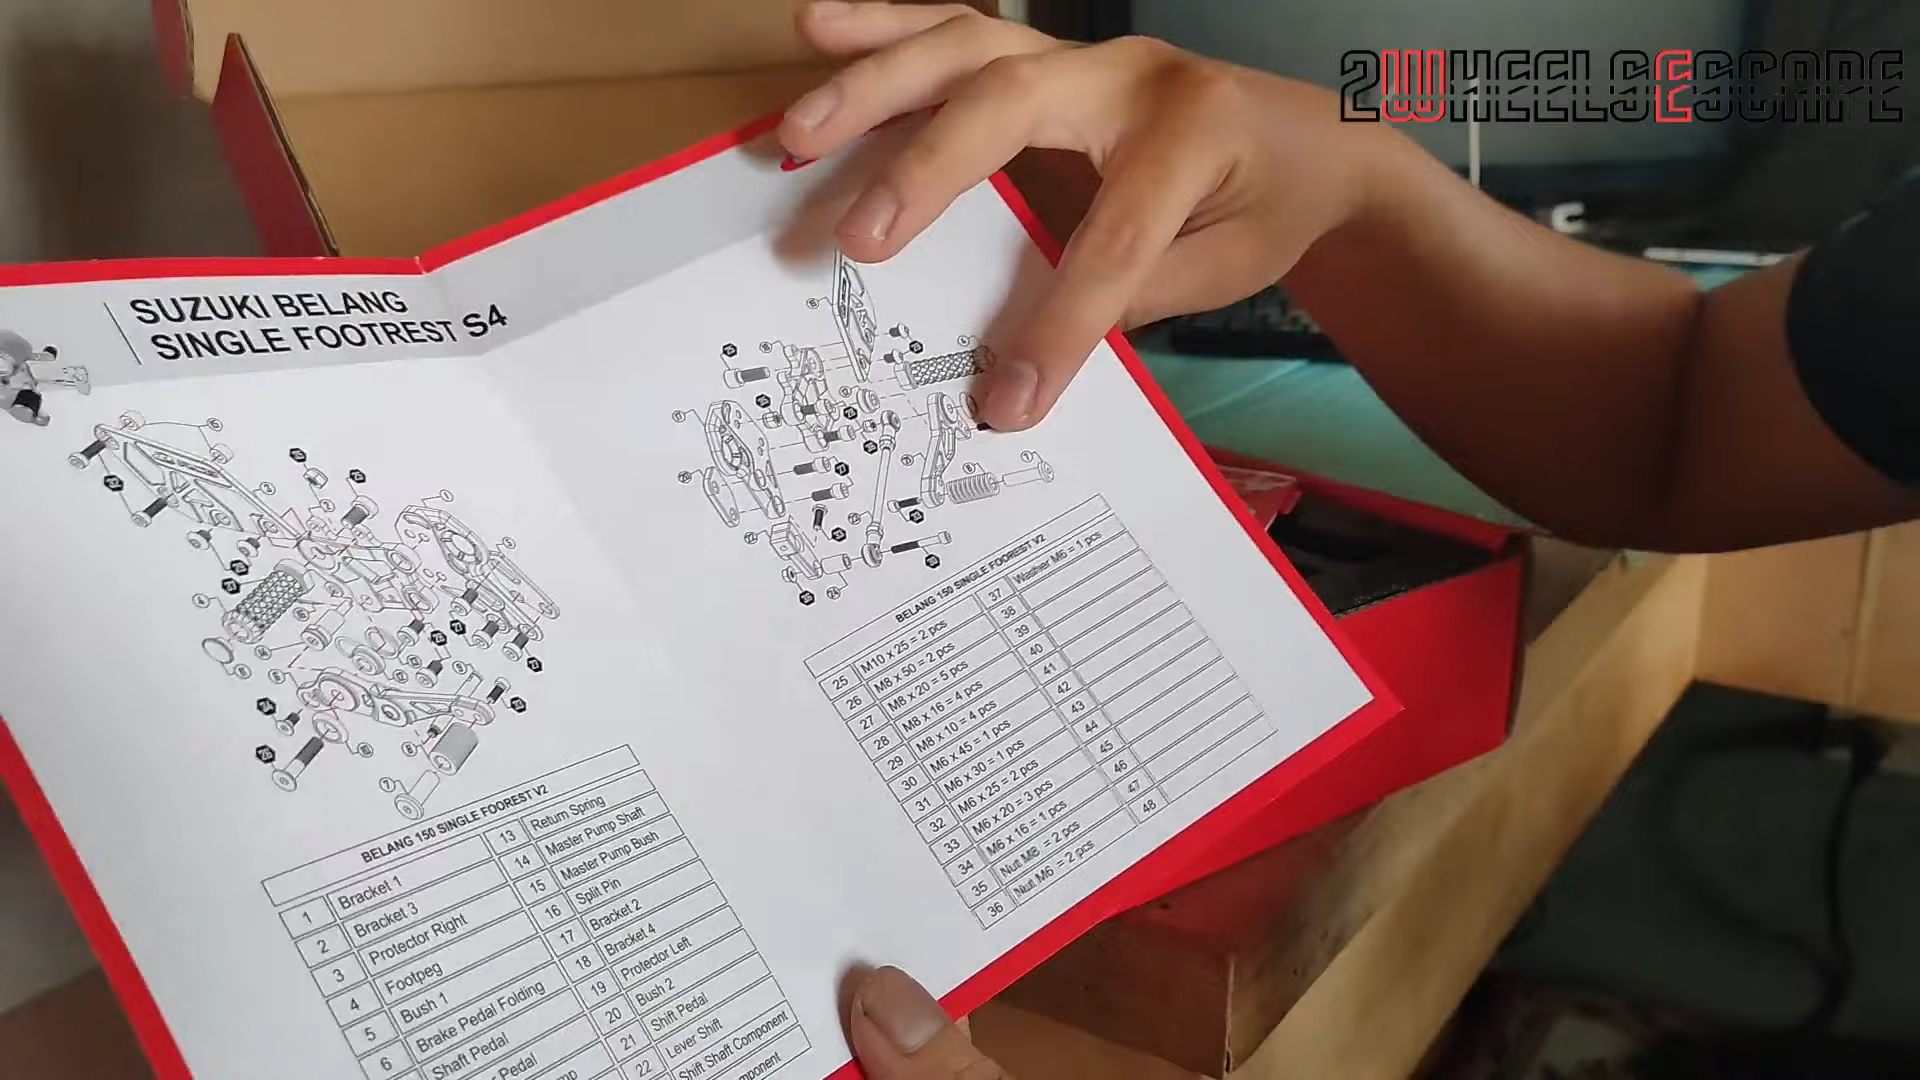 2WHEELSESCAPE
SUZUKI BELANG
SINGLE FOOTREST S4
BELANG 150 SINGLE FOOREST V2
1 Bracket 1 13 Return Spring
2 Bracket 3 14 Master Pump Shaft
3 Protector Right 15 Master Pump Bush
4 Footpeg 16 Split Pin
5 Bush 1 17 Bracket 2
6 Brake Pedal Folding 18 Bracket 4
Shaft Pedal 19 Protector Left
Pedal 20 Bush 2
21 Shift Pedal
22 Lever Shift
Shift Shaft Component
BELANG 150 SINGLE FOOREST V2
25 M10 x 25 = 2 pcs 37 Washer M6 = 1 pcs
26 M8 x 50 = 2 pcs 38
27 M8 x 20 = 5 pcs 39
28 M8 x 16 = 4 pcs 40
29 M8 x 10 = 4 pcs 41
30 M6 x 45 = 1 pcs 42
31 M6 x 30 = 1 pcs 43
32 M6 x 25 = 2 pcs 44
33 M6 x 20 = 3 pcs 45
34 M6 x 16 = 1 pcs 46
35 Nut M8 = 2 pcs 47
36 Nut M6 = 2 pcs 48